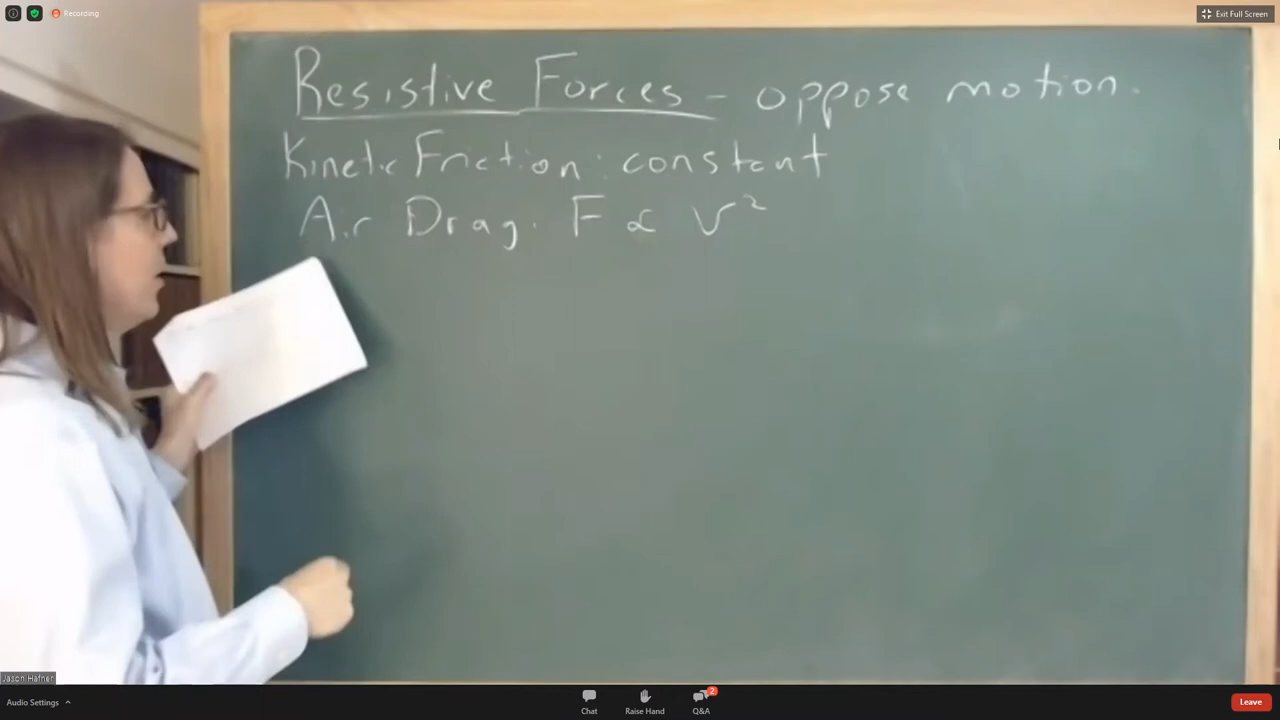 Recording
Exit Full Screen
Resistive Forces – oppose motion.
Kinetic Friction: constant
Air Drag. F ∝ v²
Jason Hafner
Audio Settings
Chat
Raise Hand
2
Q&A
Leave